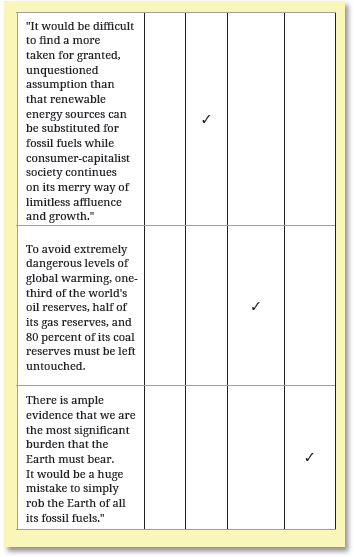 "It would be difficult
to find a more
taken for granted,
unquestioned
assumption than
that renewable
energy sources can
be substituted for
fossil fuels while
consumer-capitalist
society continues
on its merry way of
limitless affluence
and growth."
✓
To avoid extremely
dangerous levels of
global warming, one-
third of the world's
oil reserves, half of
its gas reserves, and
80 percent of its coal
reserves must be left
untouched.
✓
There is ample
evidence that we are
the most significant
burden that the
Earth must bear.
It would be a huge
mistake to simply
rob the Earth of all
its fossil fuels."
✓